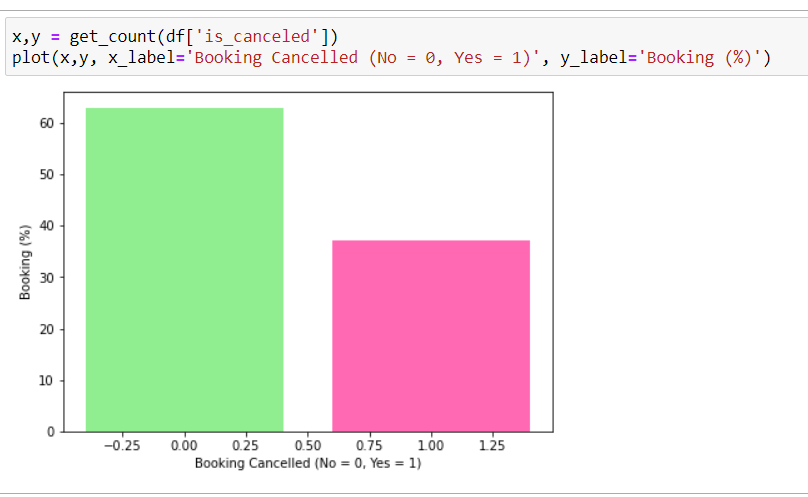 x,y = get_count(df['is_canceled'])
plot(x,y, x_label='Booking Cancelled (No = 0, Yes = 1)', y_label='Booking (%)')
60
50
40
30
20
10
0
Booking (%)
−0.25 0.00 0.25 0.50 0.75 1.00 1.25
Booking Cancelled (No = 0, Yes = 1)